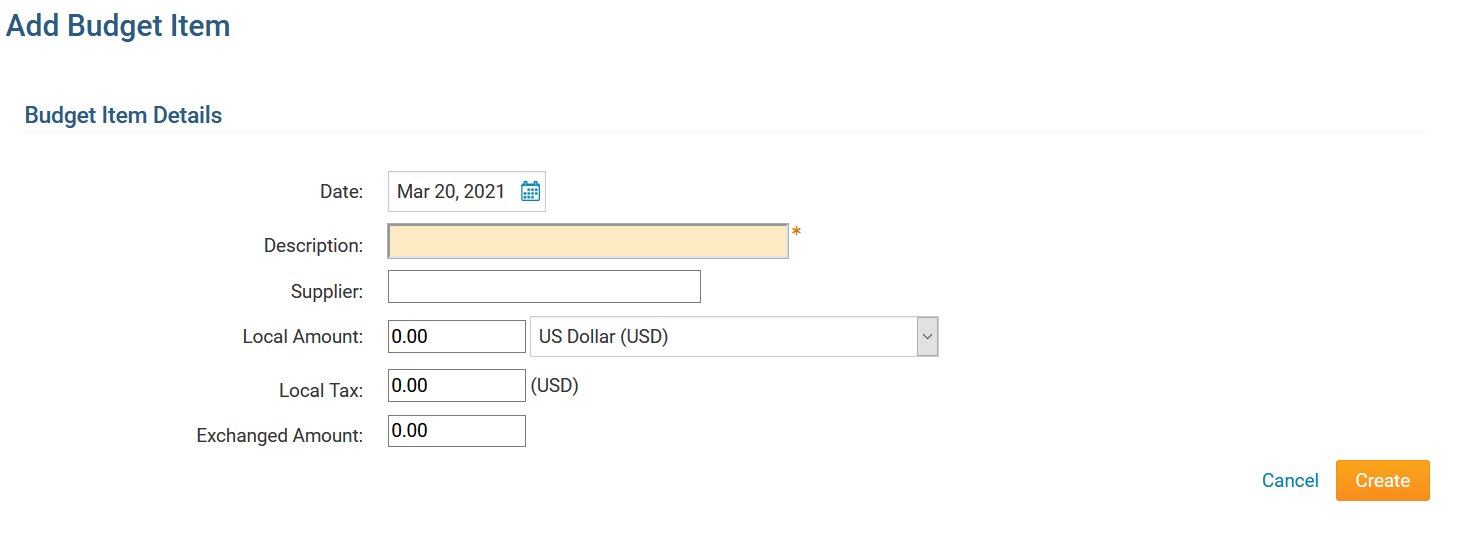 Add Budget Item
Budget Item Details
Date: Mar 20, 2021
Description: *
Supplier:
Local Amount: 0.00 US Dollar (USD)
Local Tax: 0.00 (USD)
Exchanged Amount: 0.00
Cancel Create